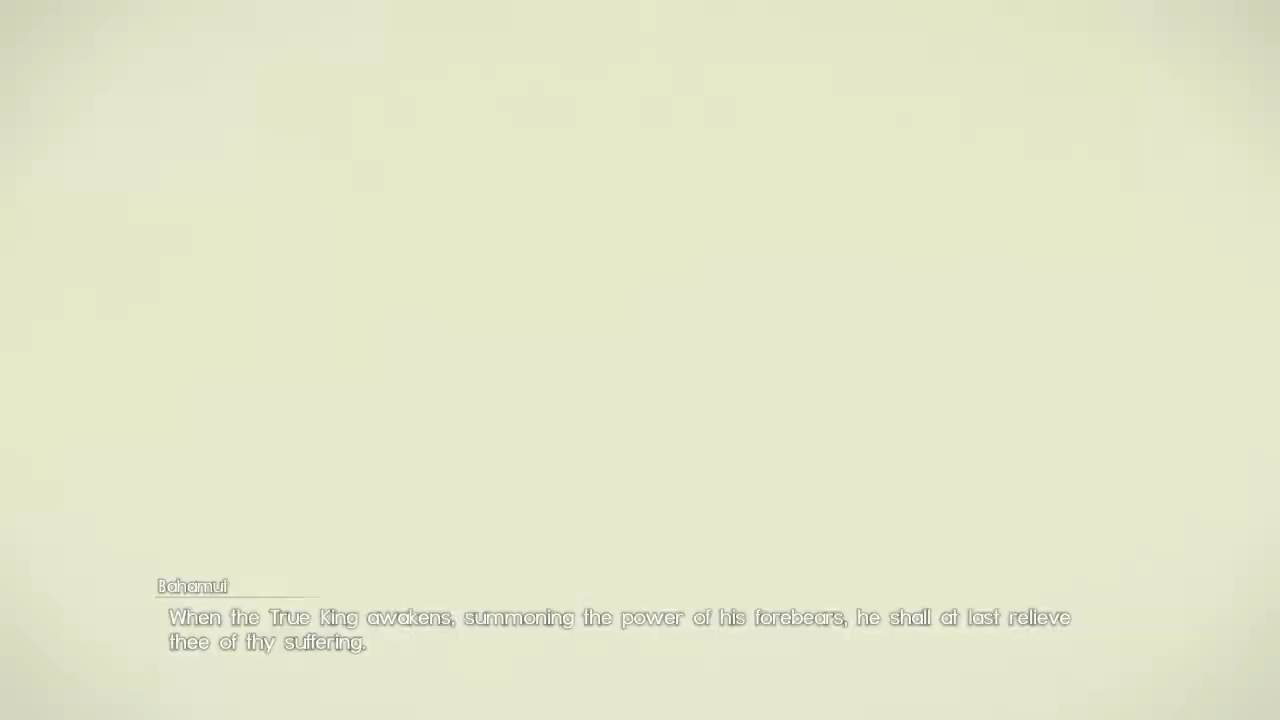 Bahamut
When the True King awakens, summoning the power of his forebears, he shall at last relieve
thee of thy suffering.